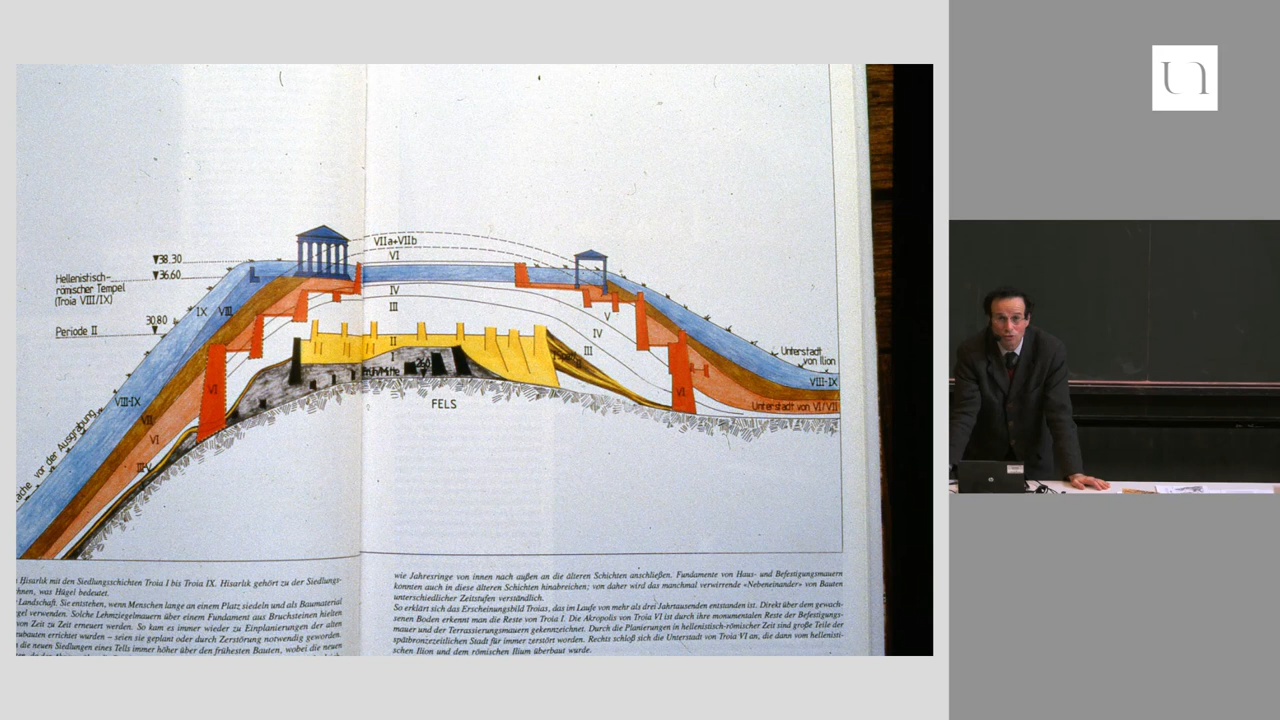 VIIa+VIIb
VI
▼38.30
▼36.60
Hellenistisch-
römischer Tempel
(Troia VIII/IX)
30.80
Periode II
IV
III
IX
VIII
V
IV
III
II
I
Früh/Mitte
FELS
VI
VI
Unterstadt
von Ilion
VIII-IX
Unterstadt von VI/VII
VIII-IX
VII
VI
III-V
vor der Ausgrabung
Hisarlık mit den Siedlungsschichten Troia I bis Troia IX. Hisarlık gehört zu der Siedlungs-
was Hügel bedeutet.
Landschaft. Sie entstehen, wenn Menschen lange an einem Platz siedeln und als Baumaterial
verwenden. Solche Lehmziegelmauern über einem Fundament aus Bruchsteinen hielten
von Zeit zu Zeit erneuert werden. So kam es immer wieder zu Einplanierungen der alten
errichtet wurden – seien sie geplant oder durch Zerstörung notwendig geworden.
die neuen Siedlungen eines Tells immer höher über den frühesten Bauten, wobei die neuen
wie Jahresringe von innen nach außen an die älteren Schichten anschließen. Fundamente von Haus- und Befestigungsmauern
konnten auch in diese älteren Schichten hinabreichen; von daher wird das manchmal verwirrende »Nebeneinander« von Bauten
unterschiedlicher Zeitstufen verständlich.
So erklärt sich das Erscheinungsbild Troias, das im Laufe von mehr als drei Jahrtausenden entstanden ist. Direkt über dem gewach-
senen Boden erkennt man die Reste von Troia I. Die Akropolis von Troia VI ist durch ihre monumentalen Reste der Befestigungs-
mauer und der Terrassierungsmauern gekennzeichnet. Durch die Planierungen in hellenistisch-römischer Zeit sind große Teile der
spätbronzezeitlichen Stadt für immer zerstört worden. Rechts schloß sich die Unterstadt von Troia VI an, die dann vom hellenisti-
schen Ilion und dem römischen Ilium überbaut wurde.